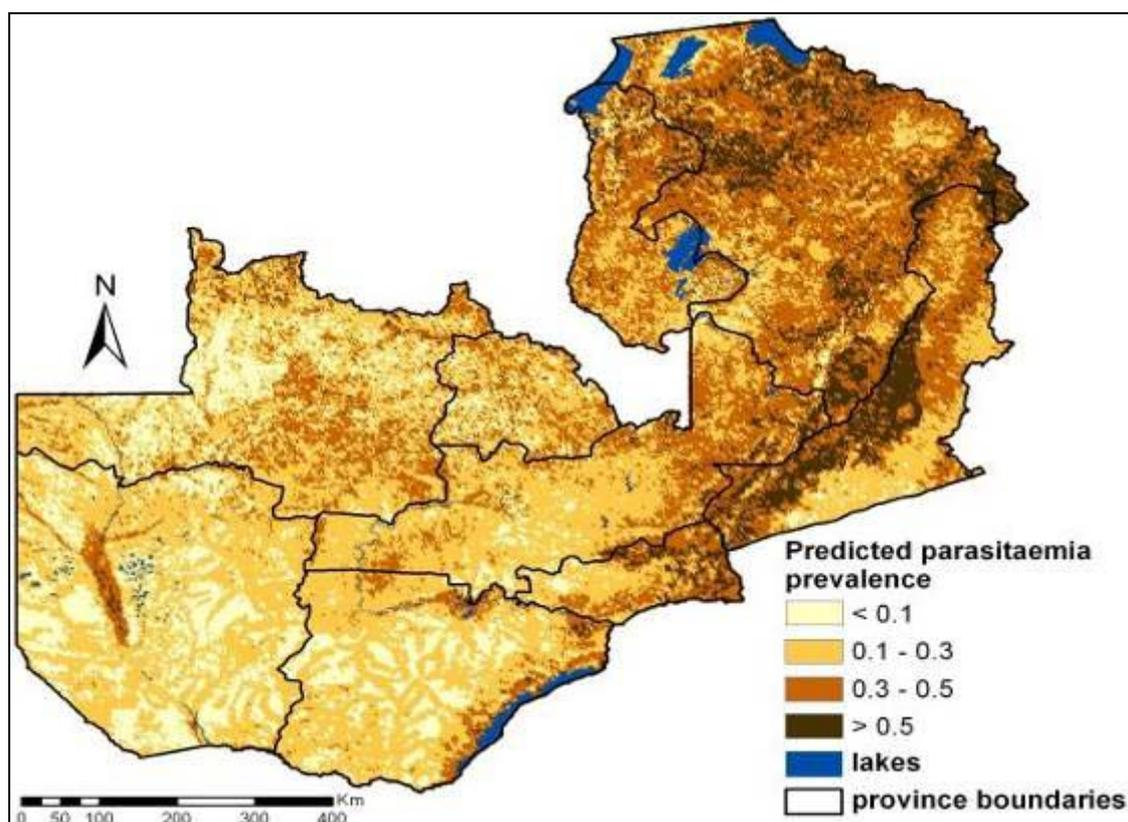 N
Predicted parasitaemia
prevalence
< 0.1
0.1 - 0.3
0.3 - 0.5
> 0.5
lakes
province boundaries
Km
0 50 100 200 300 400